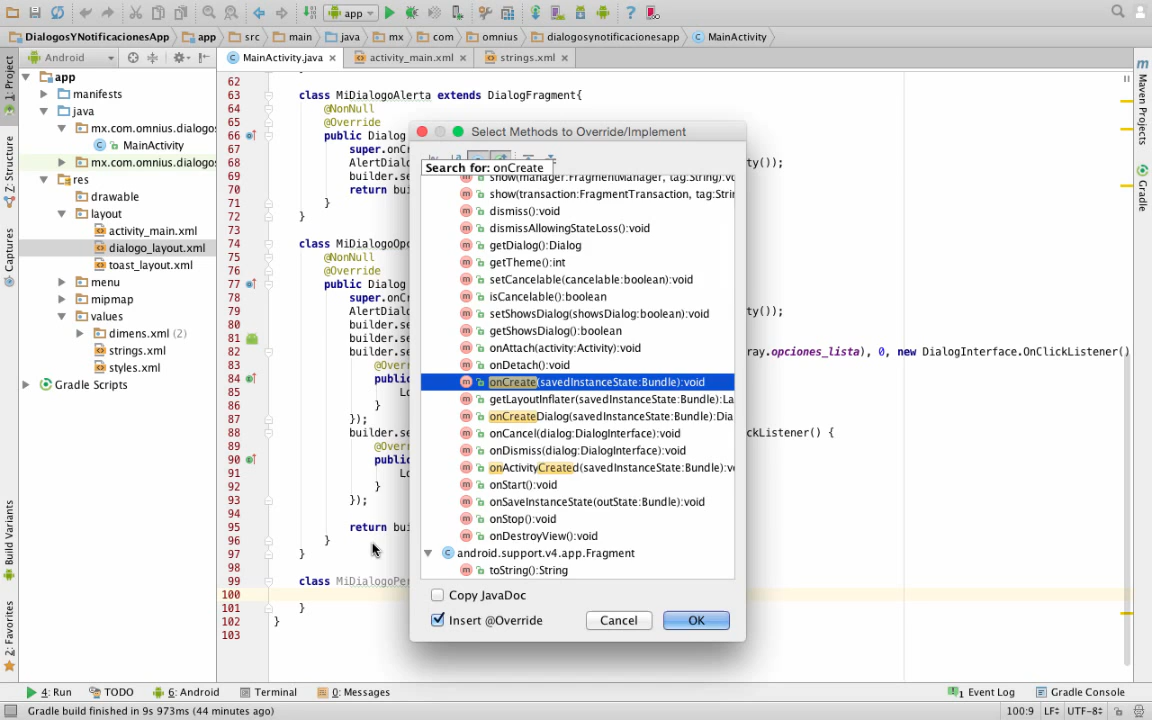 app
DialogosYNotificacionesApp
app
src
main
java
mx
com
omnius
dialogosynotificacionesapp
MainActivity
Android
MainActivity.java
activity_main.xml
strings.xml
1: Project
Z: Structure
Captures
Build Variants
2: Favorites
Maven Projects
Gradle
app
manifests
java
mx.com.omnius.dialogos
MainActivity
mx.com.omnius.dialogos
res
drawable
layout
activity_main.xml
dialogo_layout.xml
toast_layout.xml
menu
mipmap
values
dimens.xml (2)
strings.xml
styles.xml
Gradle Scripts
62
63 class MiDialogoAlerta extends DialogFragment{
64 @NonNull
65 @Override
66 public Dialog
67 super.onC
68 AlertDialo ty());
69 builder.se
70 return bui
71 }
72 }
73
74 class MiDialogoOpc
75 @NonNull
76 @Override
77 public Dialog
78 super.onC
79 AlertDialo ty());
80 builder.se
81 builder.se
82 builder.se ray.opciones_lista), 0, new DialogInterface.OnClickListener()
83 @Over
84 public
85 Lo
86 }
87 });
88 builder.se ckListener() {
89 @Over
90 public
91 Lo
92 }
93 });
94
95 return bui
96 }
97 }
98
99 class MiDialogoPer
100
101 }
102 }
103
Select Methods to Override/Implement
Search for: onCreate
show(manager:FragmentManager, tag:String):v
show(transaction:FragmentTransaction, tag:Strin
dismiss():void
dismissAllowingStateLoss():void
getDialog():Dialog
getTheme():int
setCancelable(cancelable:boolean):void
isCancelable():boolean
setShowsDialog(showsDialog:boolean):void
getShowsDialog():boolean
onAttach(activity:Activity):void
onDetach():void
onCreate(savedInstanceState:Bundle):void
getLayoutInflater(savedInstanceState:Bundle):La
onCreateDialog(savedInstanceState:Bundle):Dia
onCancel(dialog:DialogInterface):void
onDismiss(dialog:DialogInterface):void
onActivityCreated(savedInstanceState:Bundle):v
onStart():void
onSaveInstanceState(outState:Bundle):void
onStop():void
onDestroyView():void
android.support.v4.app.Fragment
toString():String
Copy JavaDoc
Insert @Override
Cancel
OK
4: Run
TODO
6: Android
Terminal
0: Messages
1 Event Log
Gradle Console
Gradle build finished in 9s 973ms (44 minutes ago)
100:9 LF UTF-8